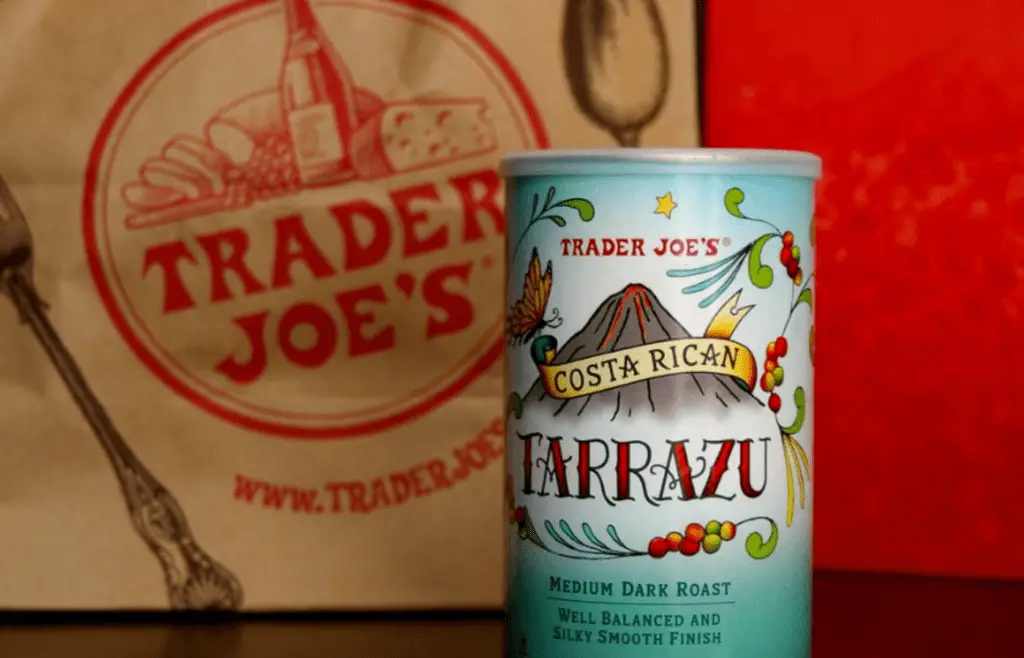 TRADER
JOE'S
WWW.TRADERJOES
TRADER JOE'S®
COSTA RICAN
TARRAZU
MEDIUM DARK ROAST
WELL BALANCED AND
SILKY SMOOTH FINISH